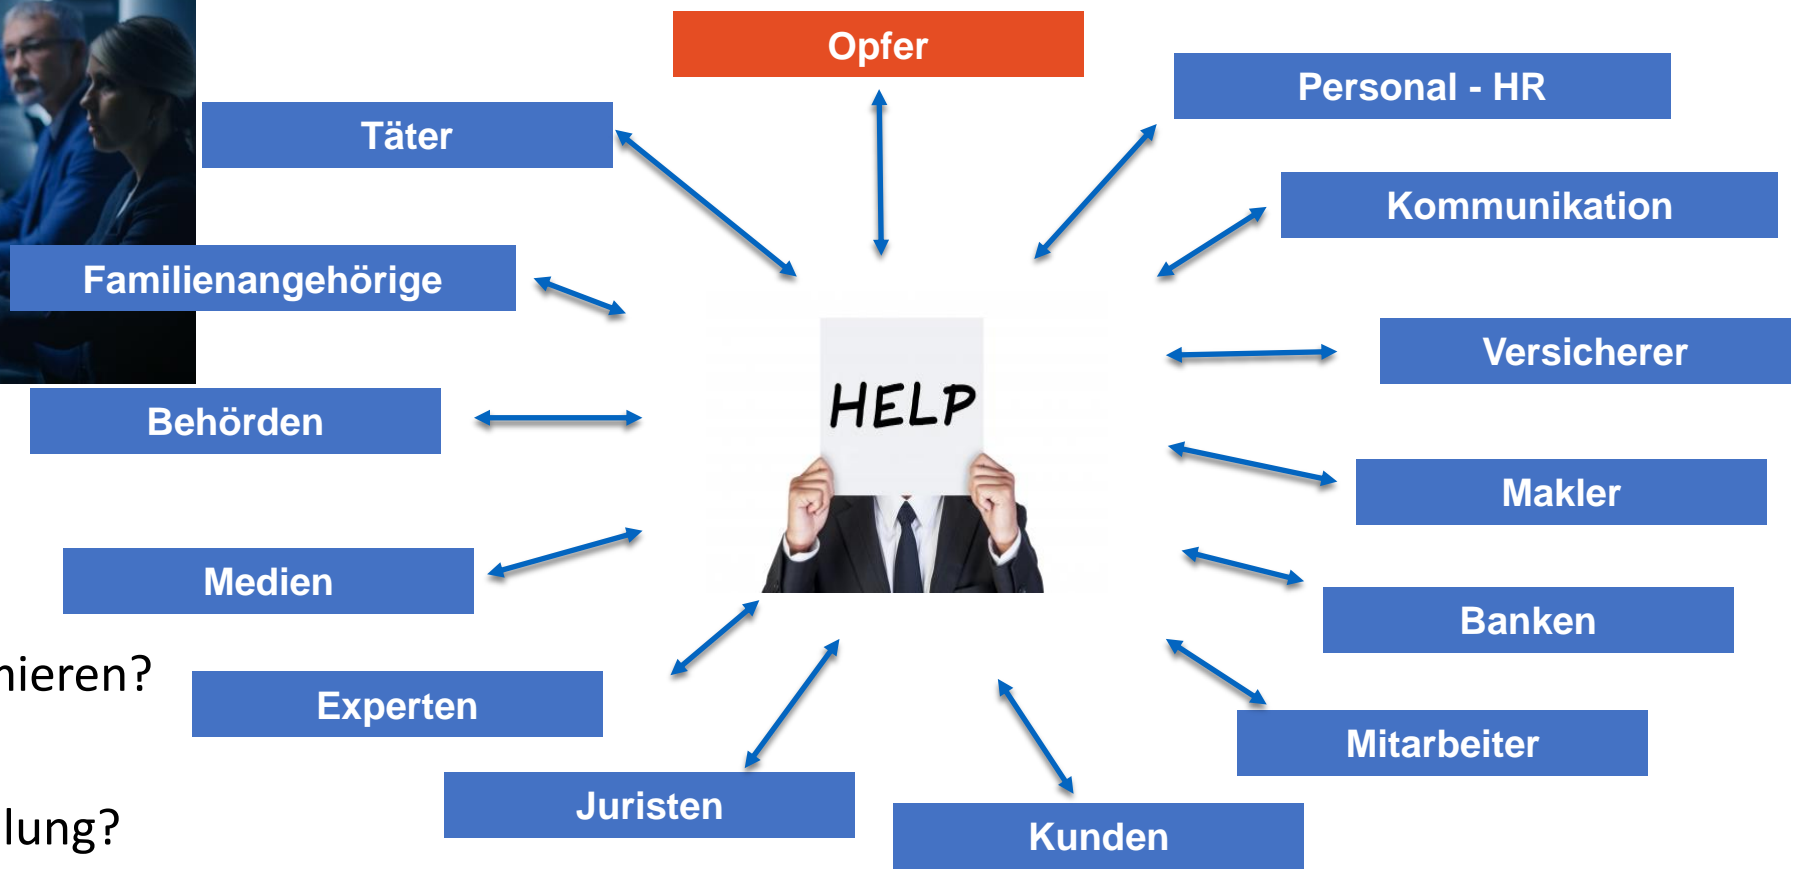 Opfer
Personal - HR
Täter
Kommunikation
Familienangehörige
Versicherer
HELP
Behörden
Makler
Medien
Banken
nieren?
Experten
Mitarbeiter
Juristen
lung?
Kunden